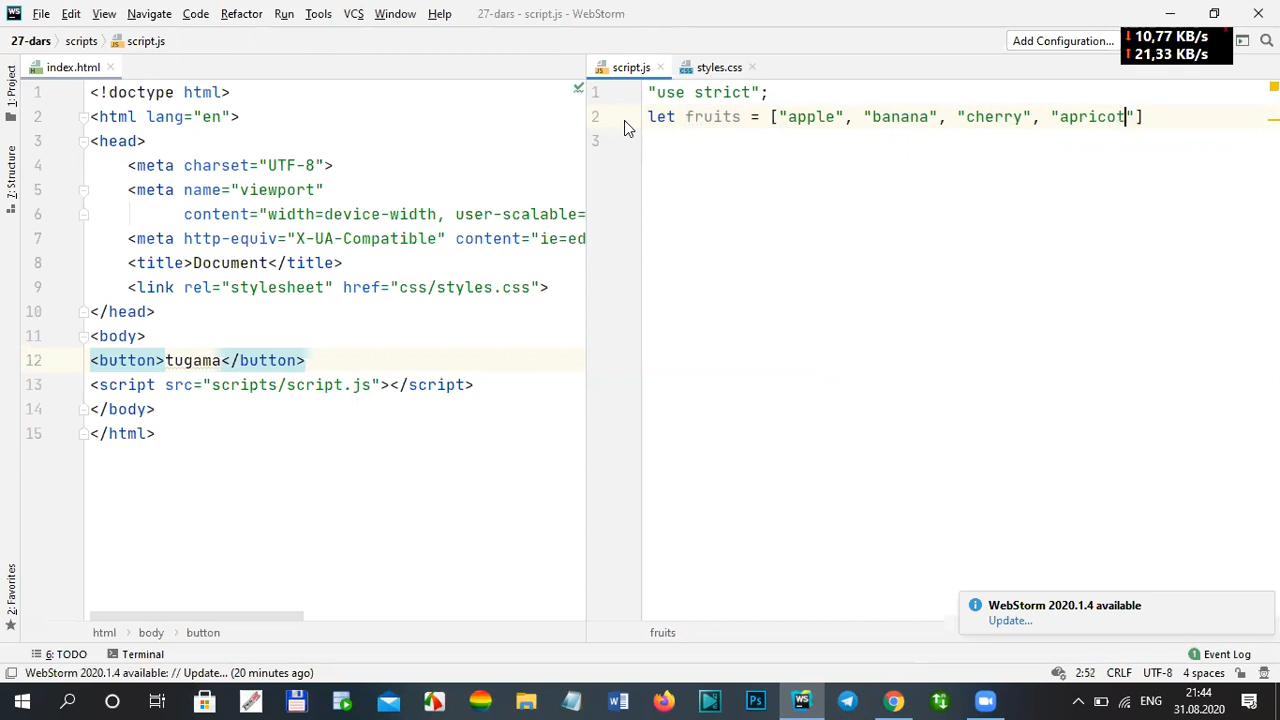 File Edit View Navigate Code Refactor Run Tools VCS Window Help 27-dars - script.js - WebStorm
27-dars scripts script.js Add Configuration... 10,77 KB/s
21,33 KB/s
1: Project
index.html script.js styles.css
1 <!doctype html>
2 <html lang="en">
3 <head>
4 <meta charset="UTF-8">
5 <meta name="viewport"
6 content="width=device-width, user-scalable=
7 <meta http-equiv="X-UA-Compatible" content="ie=ed
8 <title>Document</title>
9 <link rel="stylesheet" href="css/styles.css">
10 </head>
11 <body>
12 <button>tugama</button>
13 <script src="scripts/script.js"></script>
14 </body>
15 </html>
1 "use strict";
2 let fruits = ["apple", "banana", "cherry", "apricot"]
3
7: Structure
2: Favorites
WebStorm 2020.1.4 available
Update...
html body button fruits
6: TODO Terminal 1 Event Log
WebStorm 2020.1.4 available: // Update... (20 minutes ago) 2:52 CRLF UTF-8 4 spaces
ENG 21:44
31.08.2020